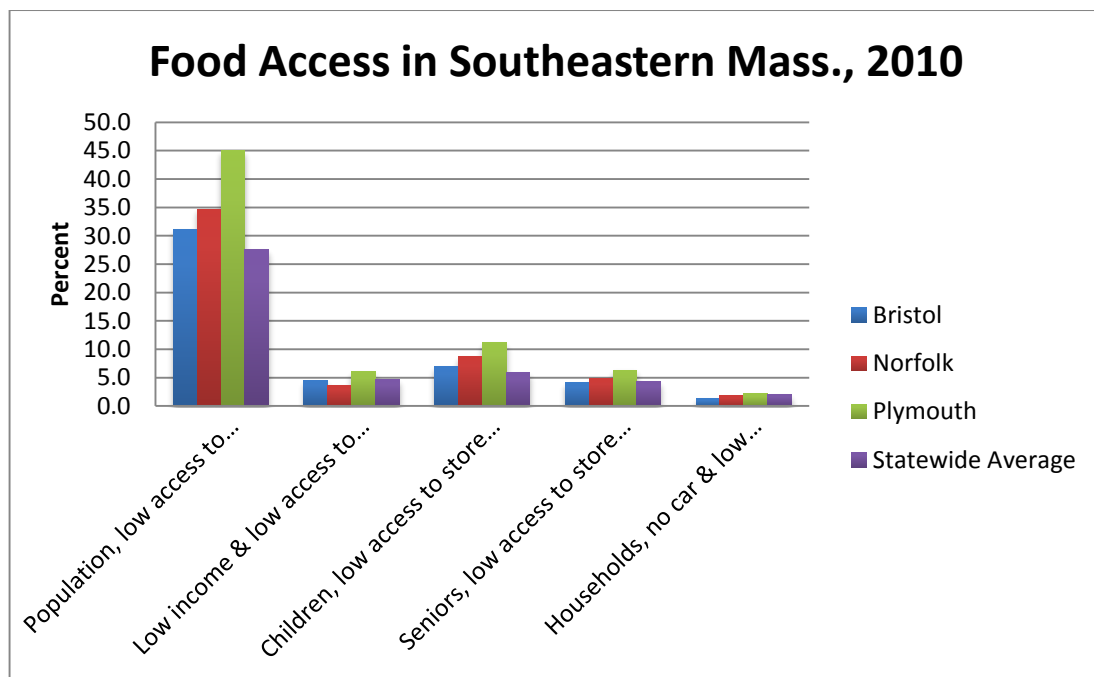 Food Access in Southeastern Mass., 2010
50.0
45.0
40.0
35.0
30.0
25.0
20.0
15.0
10.0
5.0
0.0
Percent
Population, low access to...
Low income & low access to...
Children, low access to store...
Seniors, low access to store...
Households, no car & low...
Bristol
Norfolk
Plymouth
Statewide Average